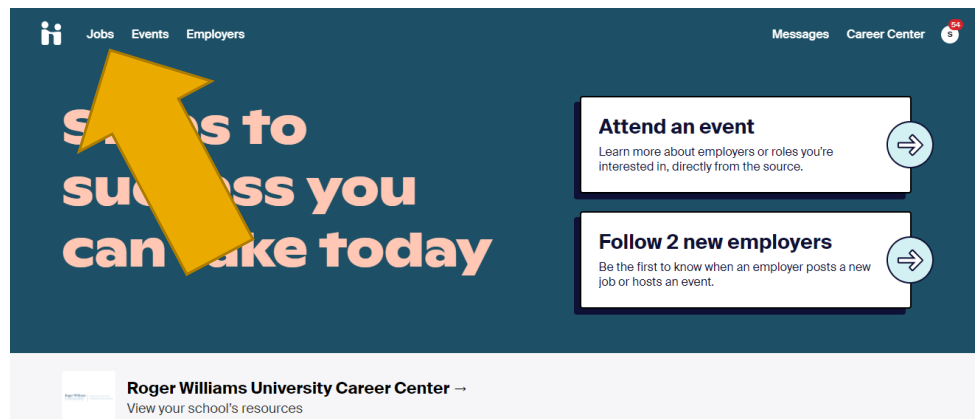 Jobs Events Employers Messages Career Center 54
S
to
you
can to today
Attend an event
Learn more about employers or roles you're
interested in, directly from the source.
Follow 2 new employers
Be the first to know when an employer posts a new
job or hosts an event.
Roger Williams University Career Center →
View your school's resources